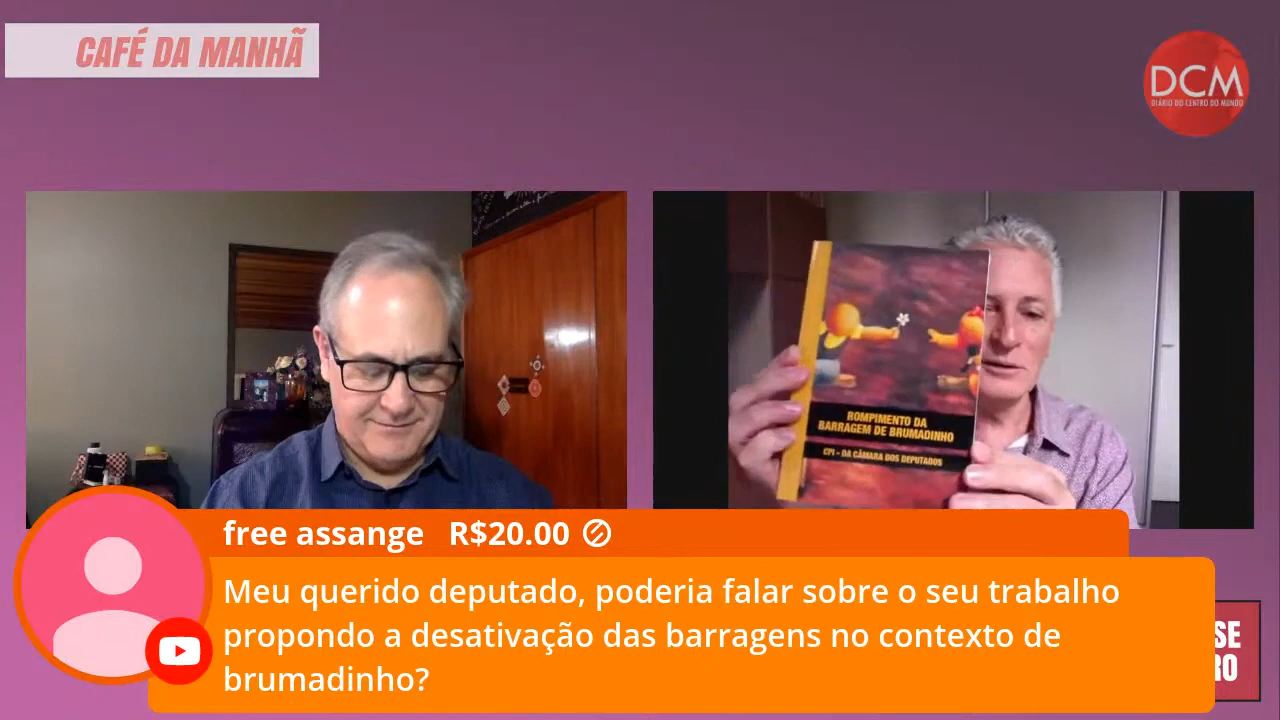 CAFÉ DA MANHÃ
DCM
DIÁRIO DO CENTRO DO MUNDO
ROMPIMENTO DA
BARRAGEM DE BRUMADINHO
CPI - DA CÂMARA DOS DEPUTADOS
free assange R$20.00
Meu querido deputado, poderia falar sobre o seu trabalho
propondo a desativação das barragens no contexto de
brumadinho?
SE
RO